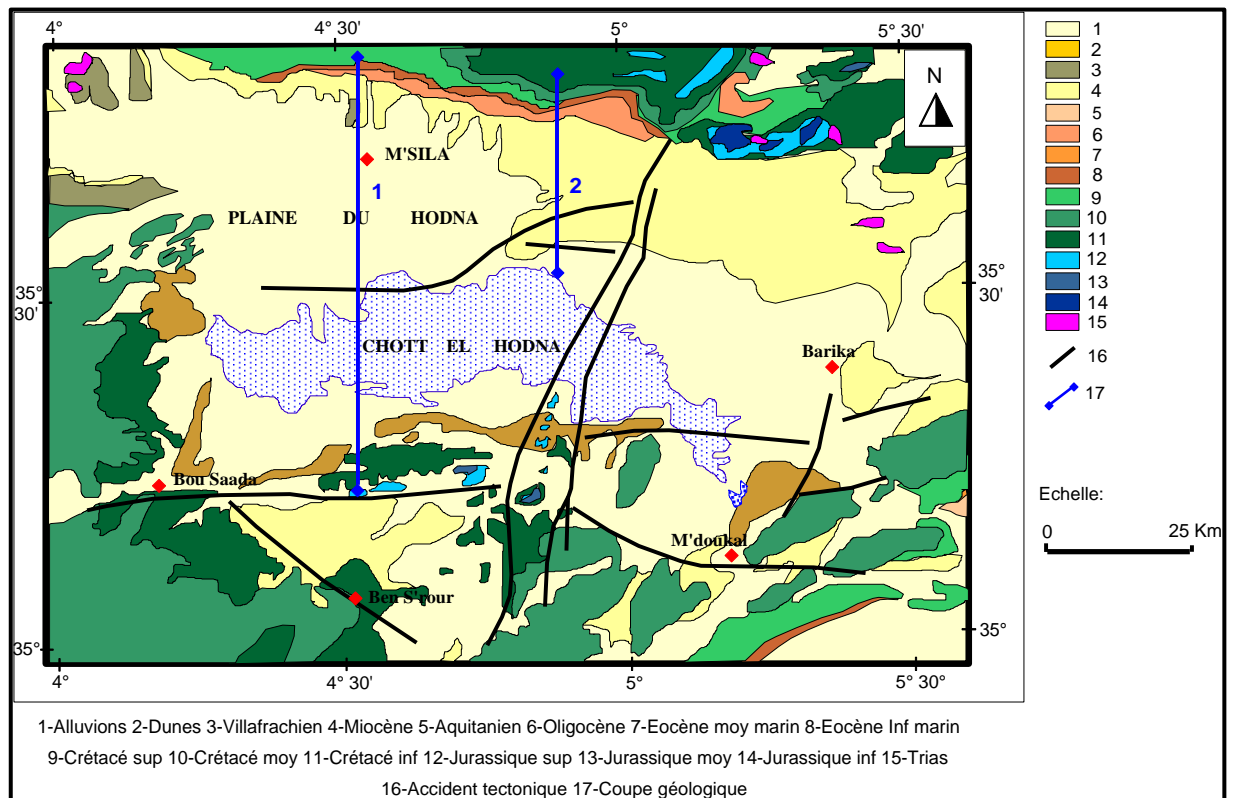 4° 4° 30' 5° 5° 30'
N
M'SILA
1 2
PLAINE DU HODNA
35° 30'
35° 30'
CHOTT EL HODNA
Barika
Bou Saada
M'doukal
Ben S'rour
35° 35°
4° 4° 30' 5° 5° 30'
1
2
3
4
5
6
7
8
9
10
11
12
13
14
15
16
17
Echelle:
0 25 Km
1-Alluvions 2-Dunes 3-Villafrachien 4-Miocène 5-Aquitanien 6-Oligocène 7-Eocène moy marin 8-Eocène Inf marin
9-Crétacé sup 10-Crétacé moy 11-Crétacé inf 12-Jurassique sup 13-Jurassique moy 14-Jurassique inf 15-Trias
16-Accident tectonique 17-Coupe géologique